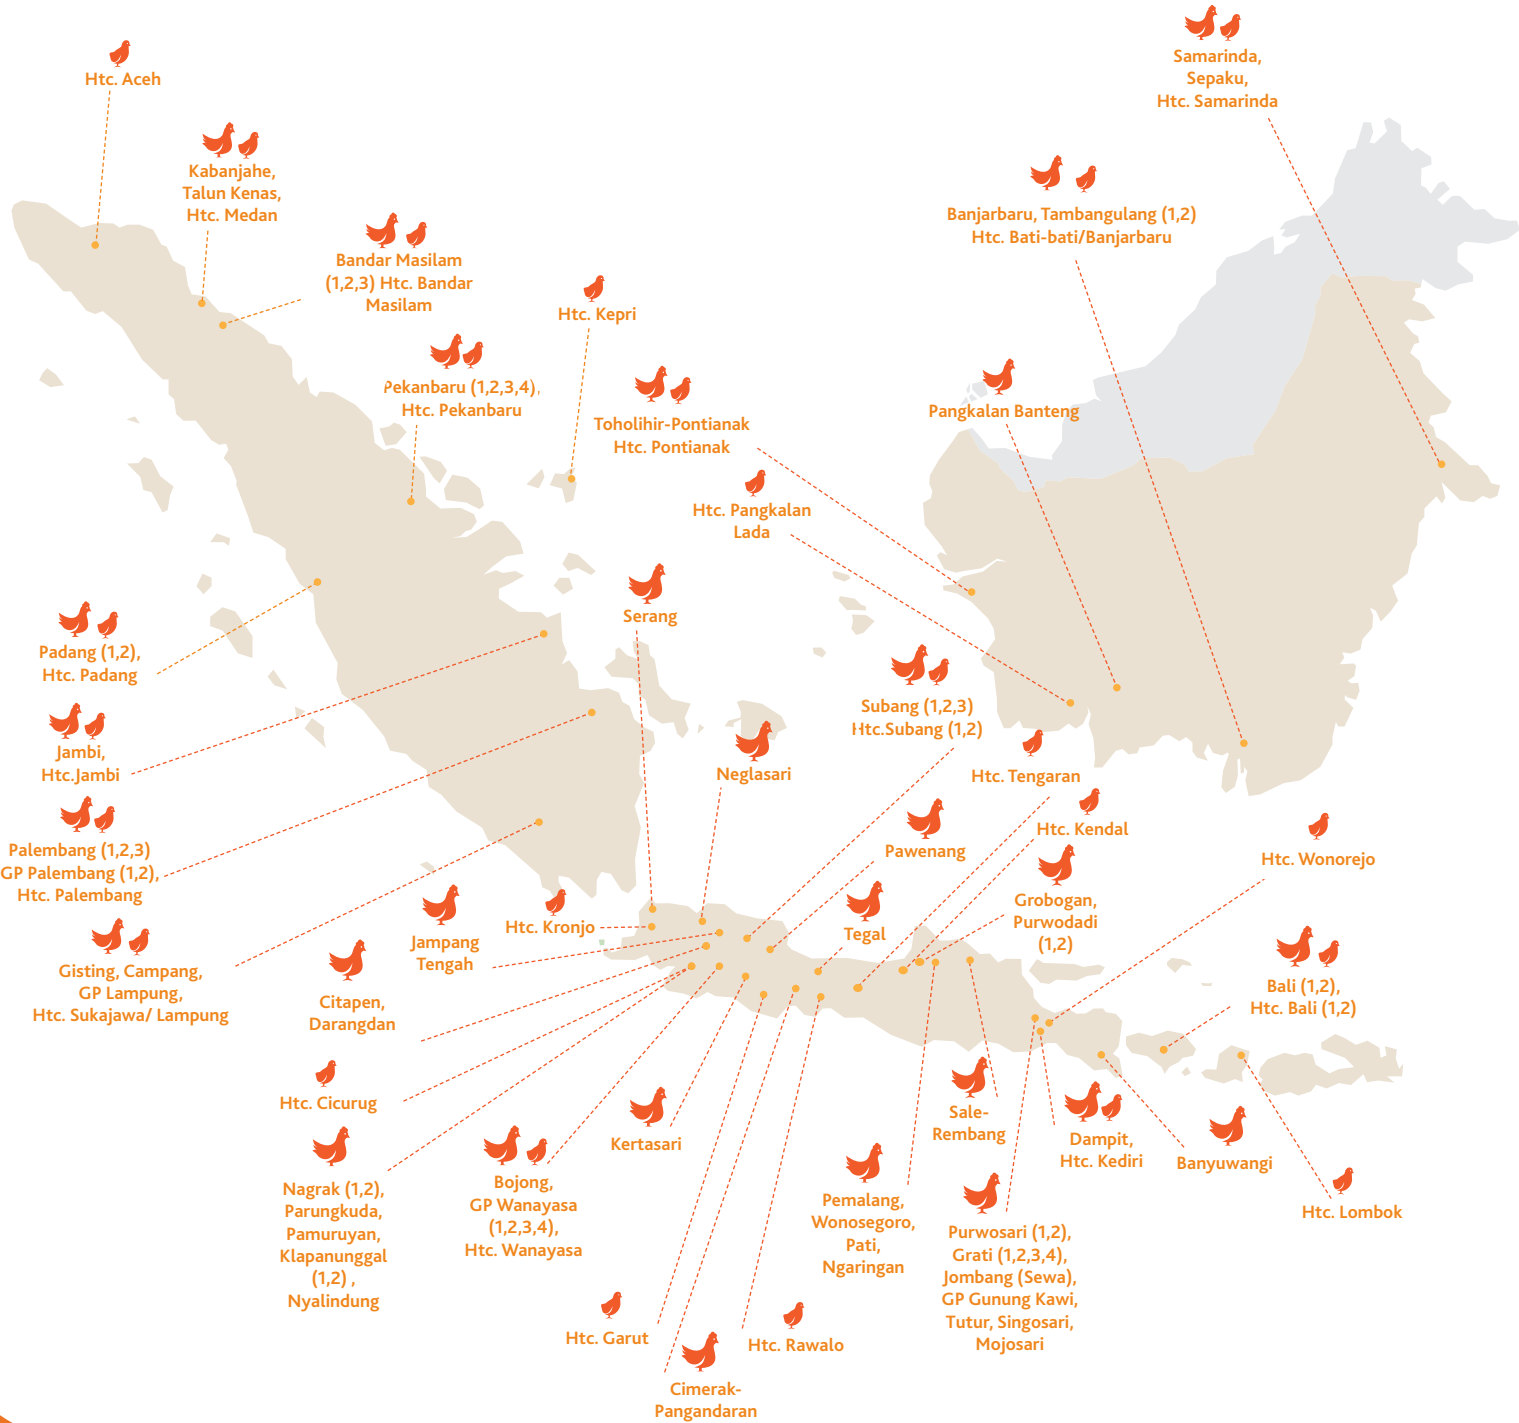 Samarinda,
Sepaku,
Htc. Samarinda
Htc. Aceh
Kabanjahe,
Talun Kenas,
Htc. Medan
Banjarbaru, Tambangulang (1,2)
Htc. Bati-bati/Banjarbaru
Bandar Masilam
(1,2,3) Htc. Bandar
Masilam
Htc. Kepri
Pekanbaru (1,2,3,4),
Htc. Pekanbaru
Toholihir-Pontianak
Htc. Pontianak
Pangkalan Banteng
Htc. Pangkalan
Lada
Serang
Padang (1,2),
Htc. Padang
Subang (1,2,3)
Htc.Subang (1,2)
Jambi,
Htc.Jambi
Neglasari
Htc. Tengaran
Htc. Kendal
Palembang (1,2,3)
GP Palembang (1,2),
Htc. Palembang
Pawenang
Htc. Wonorejo
Grobogan,
Purwodadi
(1,2)
Htc. Kronjo
Jampang
Tengah
Tegal
Gisting, Campang,
GP Lampung,
Htc. Sukajawa/ Lampung
Citapen,
Darangdan
Bali (1,2),
Htc. Bali (1,2)
Htc. Cicurug
Kertasari
Sale-
Rembang
Dampit,
Htc. Kediri
Banyuwangi
Nagrak (1,2),
Parungkuda,
Pamuruyan,
Klapanunggal
(1,2) ,
Nyalindung
Bojong,
GP Wanayasa
(1,2,3,4),
Htc. Wanayasa
Pemalang,
Wonosegoro,
Pati,
Ngaringan
Htc. Lombok
Purwosari (1,2),
Grati (1,2,3,4),
Jombang (Sewa),
GP Gunung Kawi,
Tutur, Singosari,
Mojosari
Htc. Garut
Htc. Rawalo
Cimerak-
Pangandaran